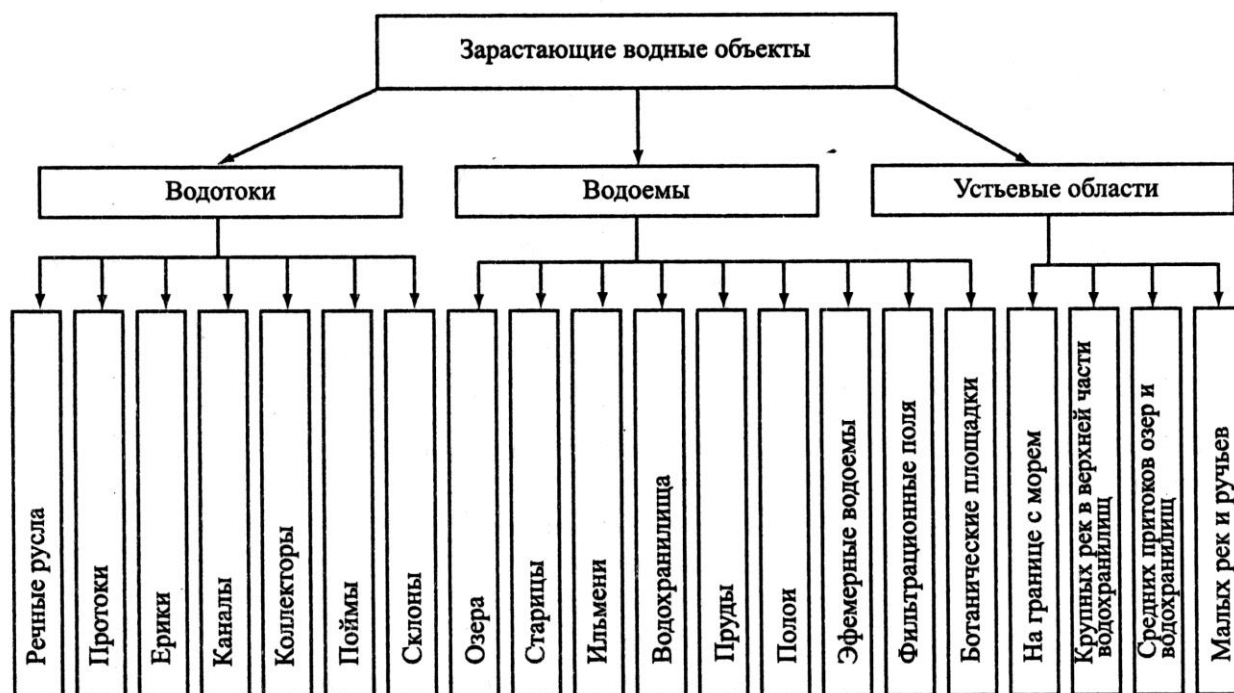 Зарастающие водные объекты
Водотоки
Водоемы
Устьевые области
Речные русла
Протоки
Ерики
Каналы
Коллекторы
Поймы
Склоны
Озера
Старицы
Ильмени
Водохранилища
Пруды
Полои
Эфемерные водоемы
Фильтрационные поля
Ботанические площадки
На границе с морем
Крупных рек в верхней части
водохранилищ
Средних притоков озер и
водохранилищ
Малых рек и ручьев